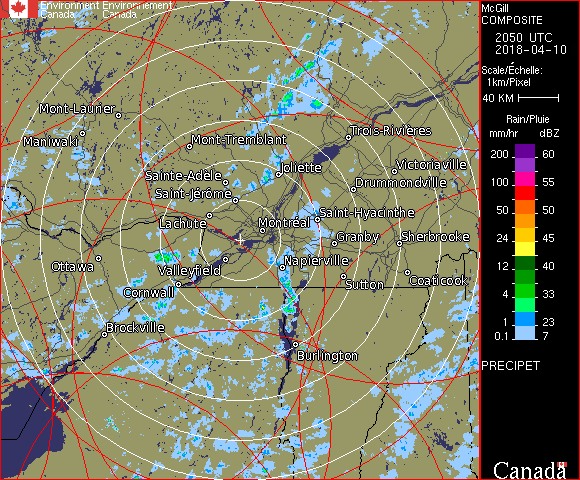 Environment Environnement
Canada Canada
McGill
COMPOSITE
2050 UTC
2018-04-10
Scale/Échelle:
1km/Pixel
40 KM
Rain/Pluie
mm/hr dBZ
200 60
100 55
50 50
24 45
12 40
4 33
1 23
0.1 7
PRECIPET
Mont-Laurier
Maniwaki
Mont-Tremblant
Trois-Rivières
Sainte-Adèle
Joliette
Victoriaville
Saint-Jérôme
Drummondville
Lachute
Saint-Hyacinthe
Montréal
Granby
Sherbrooke
Ottawa
Valleyfield
Napierville
Cornwall
Sutton
Coaticook
Brockville
Burlington
Canada